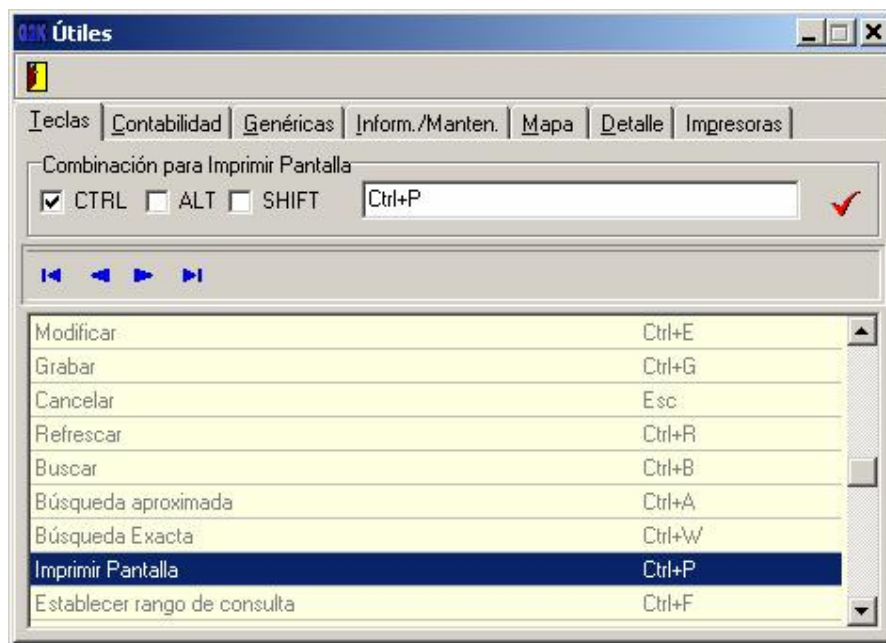 G2K Útiles
Teclas Contabilidad Genéricas Inform./Manten. Mapa Detalle Impresoras
Combinación para Imprimir Pantalla
CTRL ALT SHIFT Ctrl+P
Modificar Ctrl+E
Grabar Ctrl+G
Cancelar Esc
Refrescar Ctrl+R
Buscar Ctrl+B
Búsqueda aproximada Ctrl+A
Búsqueda Exacta Ctrl+W
Imprimir Pantalla Ctrl+P
Establecer rango de consulta Ctrl+F